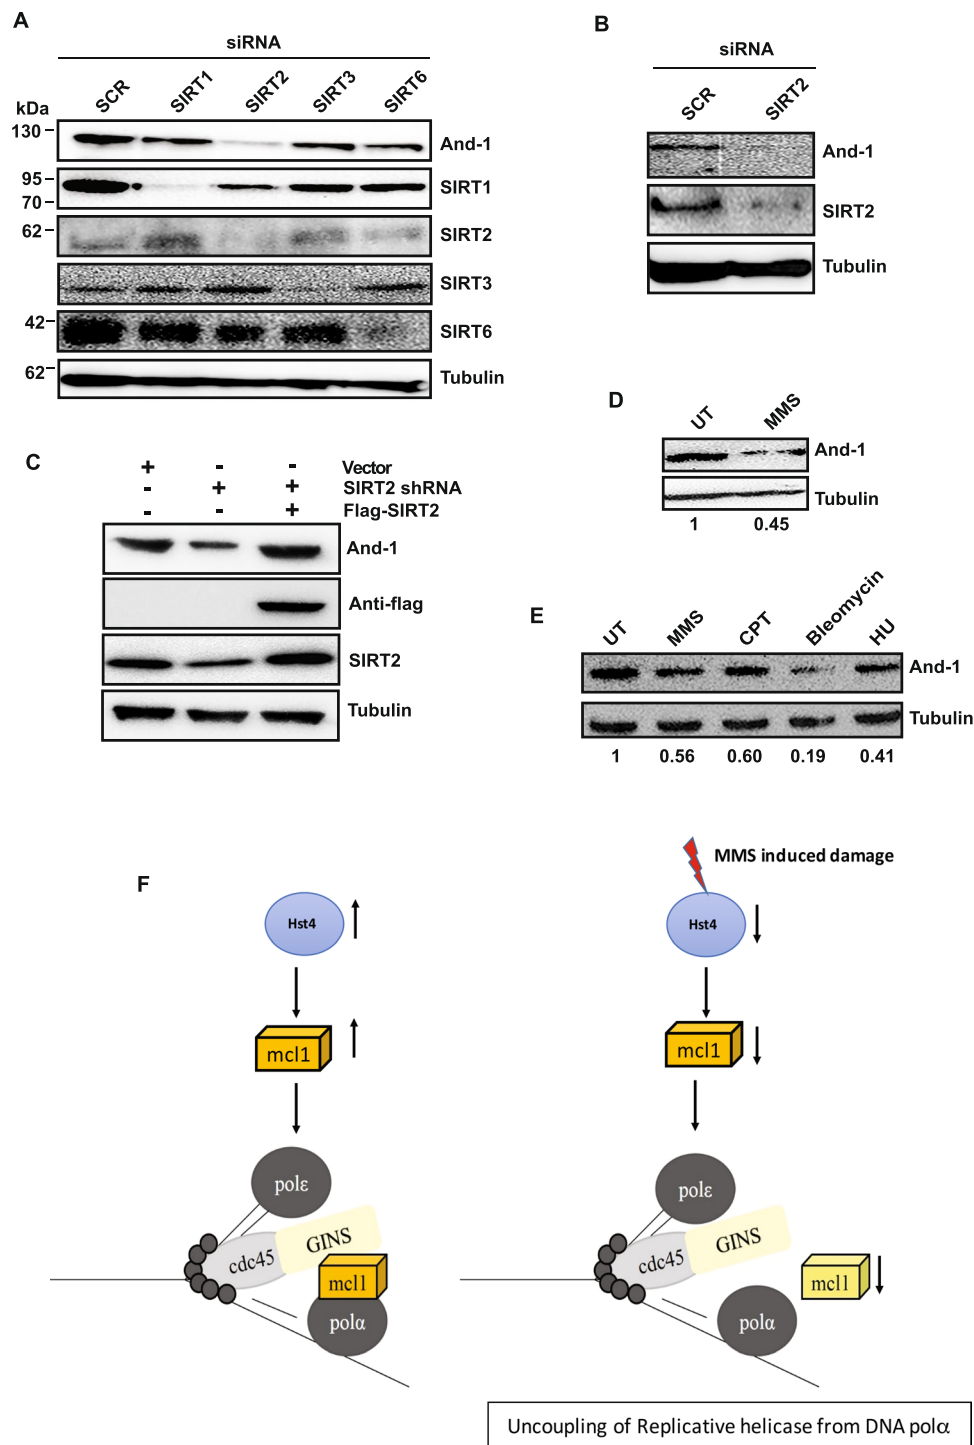 A
siRNA
SCR SIRT1 SIRT2 SIRT3 SIRT6
kDa
130
And-1
95
70
SIRT1
62
SIRT2
SIRT3
42
SIRT6
62
Tubulin
B
siRNA
SCR SIRT2
And-1
SIRT2
Tubulin
C
+ - - Vector
- + + SIRT2 shRNA
- - + Flag-SIRT2
And-1
Anti-flag
SIRT2
Tubulin
D
UT MMS
And-1
Tubulin
1 0.45
E
UT MMS CPT Bleomycin HU
And-1
Tubulin
1 0.56 0.60 0.19 0.41
F
Hst4
mcl1
polε
cdc45 GINS
mcl1
polα
MMS induced damage
Hst4
mcl1
polε
cdc45 GINS
mcl1
polα
Uncoupling of Replicative helicase from DNA polα